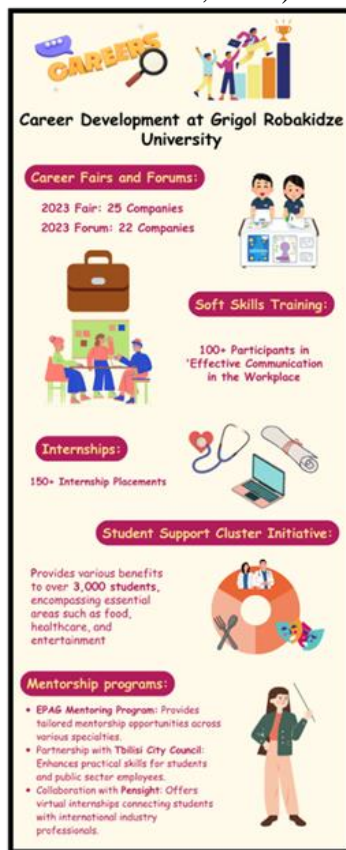 CAREERS
Career Development at Grigol Robakidze
University
Career Fairs and Forums:
2023 Fair: 25 Companies
2023 Forum: 22 Companies
Soft Skills Training:
100+ Participants in
'Effective Communication
in the Workplace
Internships:
150+ Internship Placements
Student Support Cluster Initiative:
Provides various benefits
to over 3,000 students,
encompassing essential
areas such as food,
healthcare, and
entertainment
Mentorship programs:
• EPAG Mentoring Program: Provides
tailored mentorship opportunities across
various specialties.
• Partnership with Tbilisi City Council:
Enhances practical skills for students
and public sector employees.
• Collaboration with Pensight: Offers
virtual internships connecting students
with international industry
professionals.